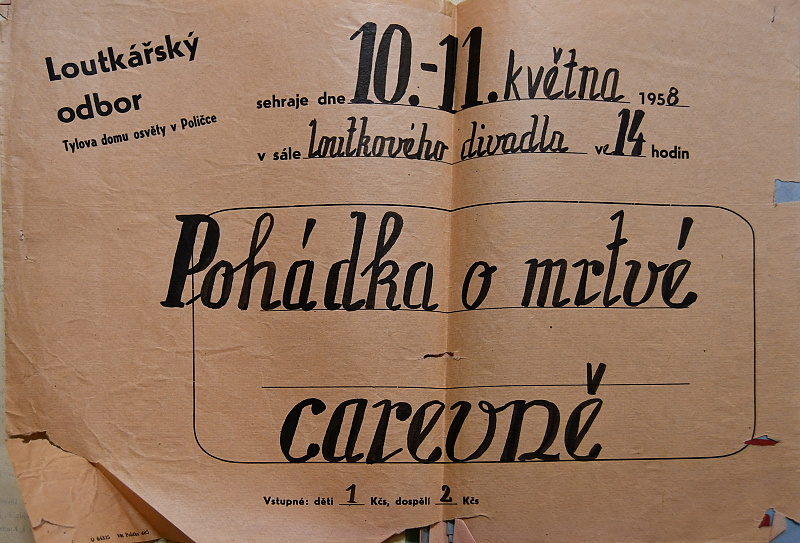 Loutkářský
odbor
Tylova domu osvěty v Poličce
sehraje dne 10.-11. května 1958
v sále loutkového divadla ve 14 hodin
Pohádka o mrtvé
carevně
Vstupné: děti 1 Kčs, dospělí 2 Kčs